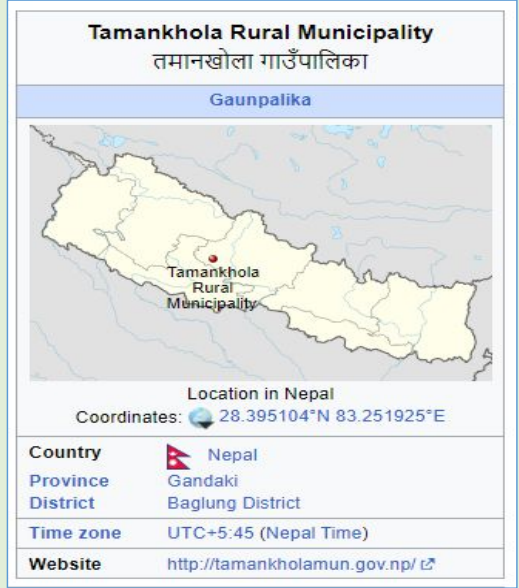 Tamankhola Rural Municipality
तमानखोला गाउँपालिका
Gaunpalika
Tamankhola
Rural
Municipality
Location in Nepal
Coordinates: 28.395104°N 83.251925°E
Country Nepal
Province Gandaki
District Baglung District
Time zone UTC+5:45 (Nepal Time)
Website http://tamankholamun.gov.np/